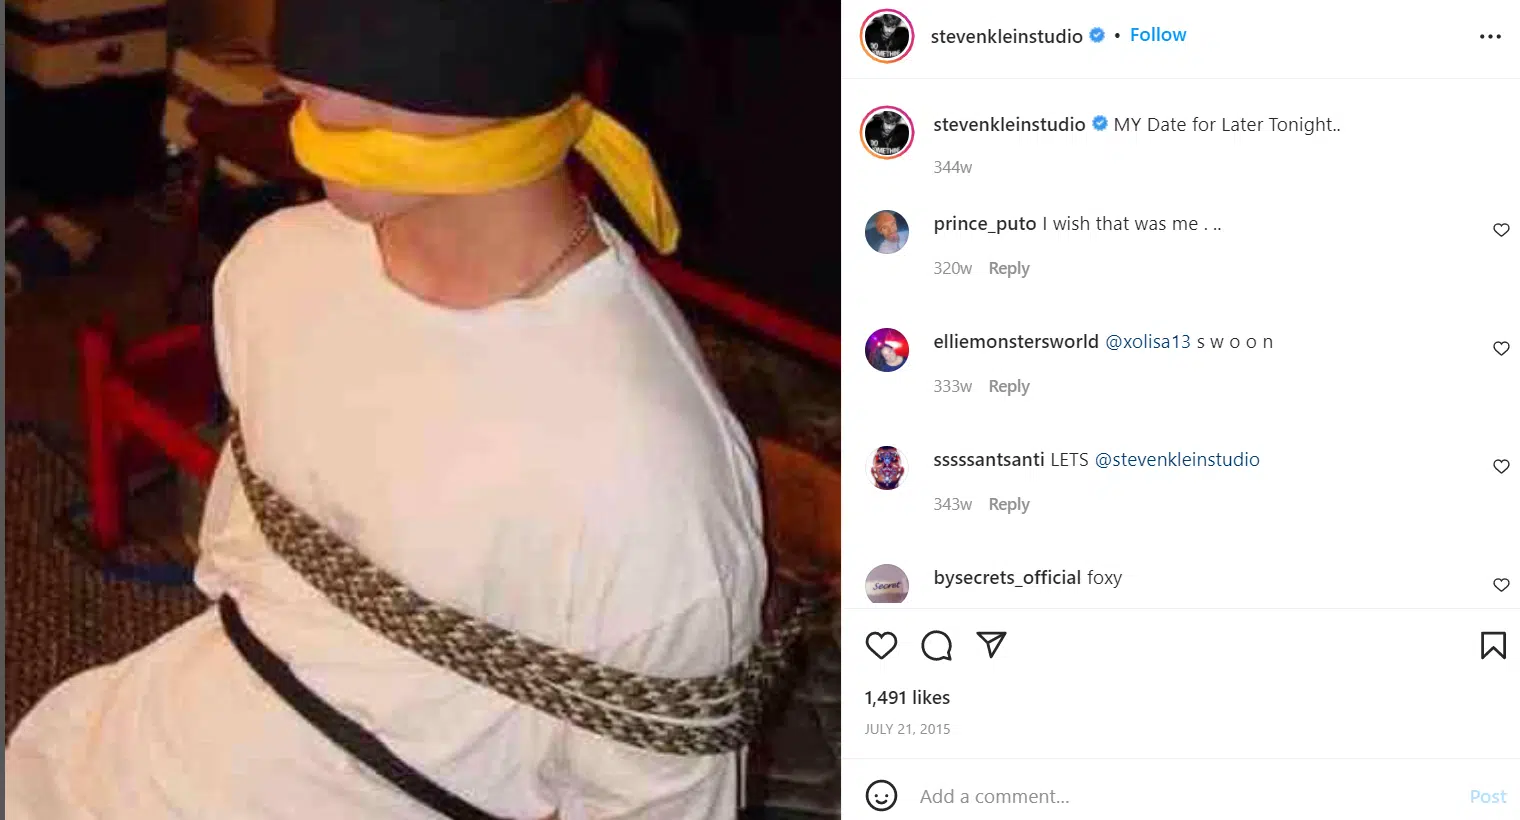 stevenkleinstudio • Follow
stevenkleinstudio MY Date for Later Tonight..
344w
prince_puto I wish that was me . ..
320w Reply
elliemonstersworld @xolisa13 s w o o n
333w Reply
sssssantsanti LETS @stevenkleinstudio
343w Reply
Secret
bysecrets_official foxy
1,491 likes
JULY 21, 2015
Add a comment...
Post